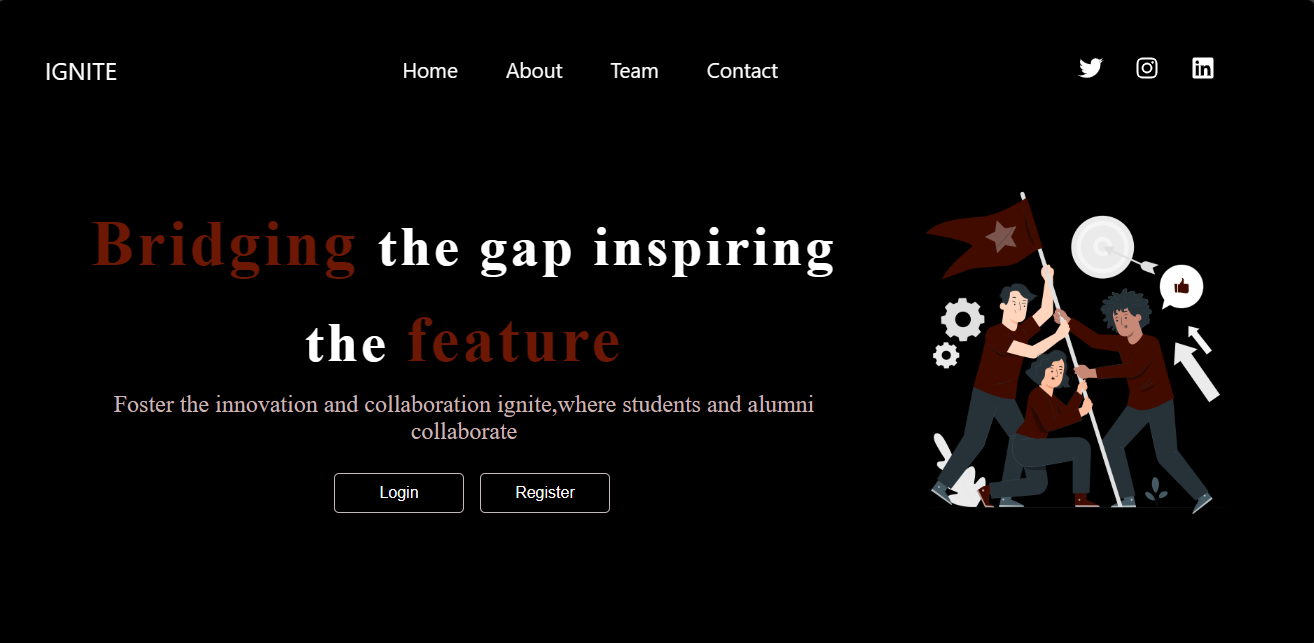 IGNITE
Home About Team Contact
Bridging the gap inspiring
the feature
Foster the innovation and collaboration ignite,where students and alumni
collaborate
Login Register